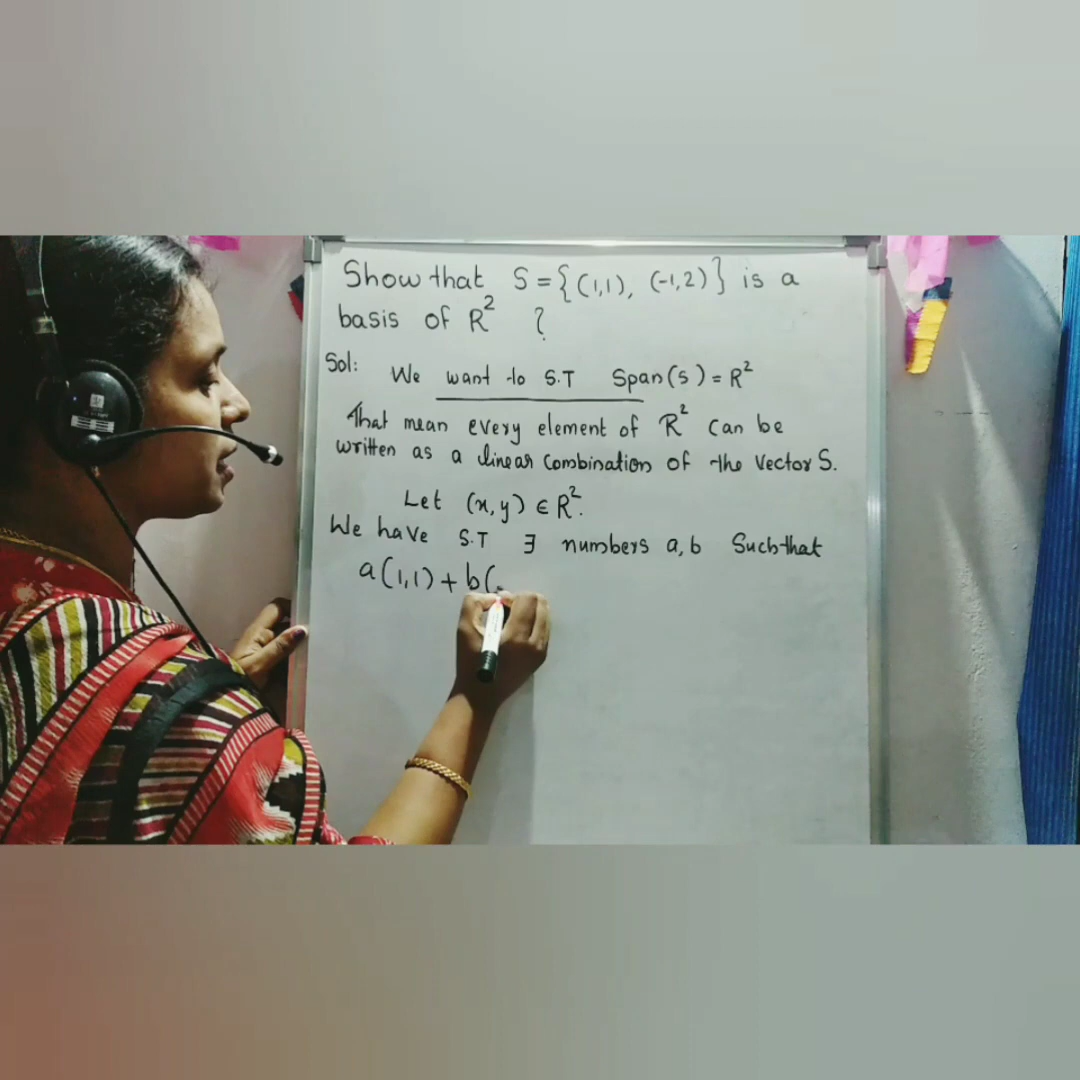 Show that S = {(1,1), (-1,2)} is a
basis of R² ?
Sol: We want to S.T Span(s) = R²
That mean every element of R² can be
written as a linear combination of the vector S.
Let (x,y) ∈ R².
We have S.T ∃ numbers a,b Such that
a(1,1) + b(